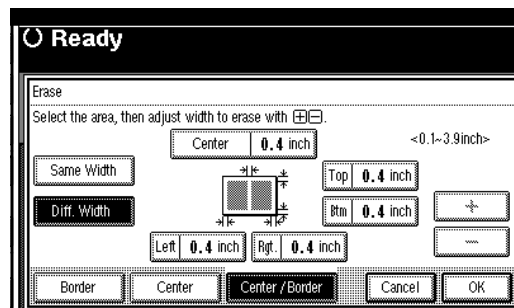 Ready
Erase
Select the area, then adjust width to erase with ⊞⊟.
Center 0.4 inch
<0.1~3.9inch>
Same Width
Top 0.4 inch
Diff. Width
Btm 0.4 inch
Left 0.4 inch Rgt. 0.4 inch
Border Center Center / Border Cancel OK